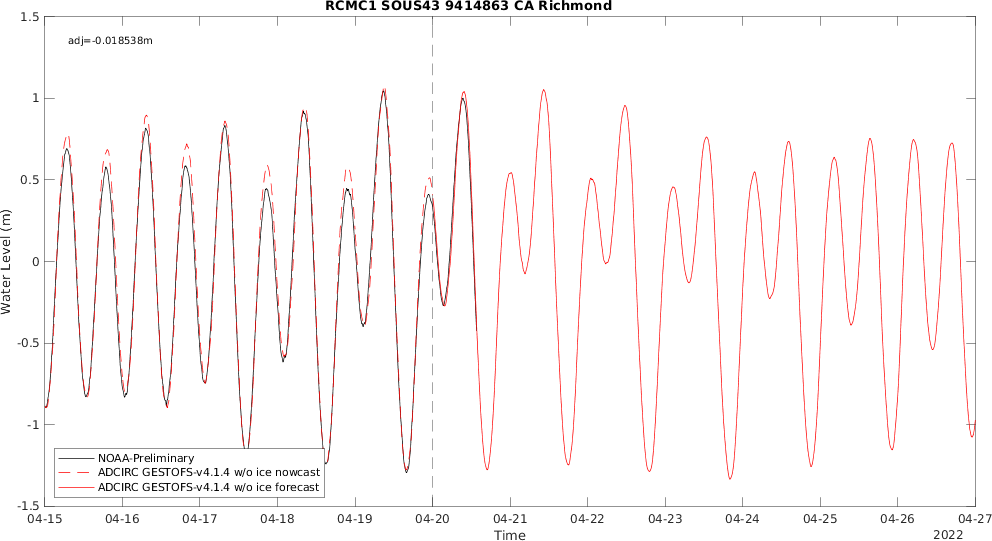 RCMC1 SOUS43 9414863 CA Richmond
adj=-0.018538m
1.5
1
0.5
0
-0.5
-1
-1.5
Water Level (m)
NOAA-Preliminary
ADCIRC GESTOFS-v4.1.4 w/o ice nowcast
ADCIRC GESTOFS-v4.1.4 w/o ice forecast
04-15 04-16 04-17 04-18 04-19 04-20 04-21 04-22 04-23 04-24 04-25 04-26 04-27
Time
2022